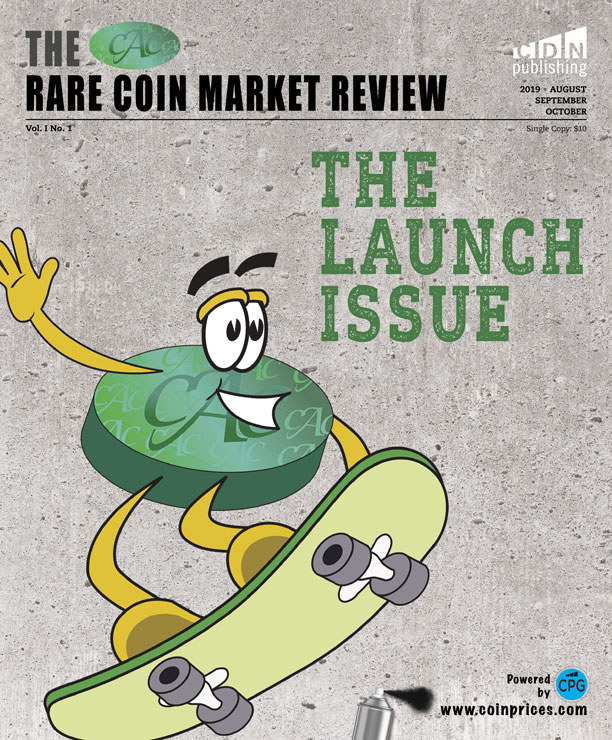 THE CAC
RARE COIN MARKET REVIEW
CDN
publishing
2019 • AUGUST
SEPTEMBER
OCTOBER
Vol. I No. 1
Single Copy: $10
THE
LAUNCH
ISSUE
CAC
Powered
by
CPG
www.coinprices.com